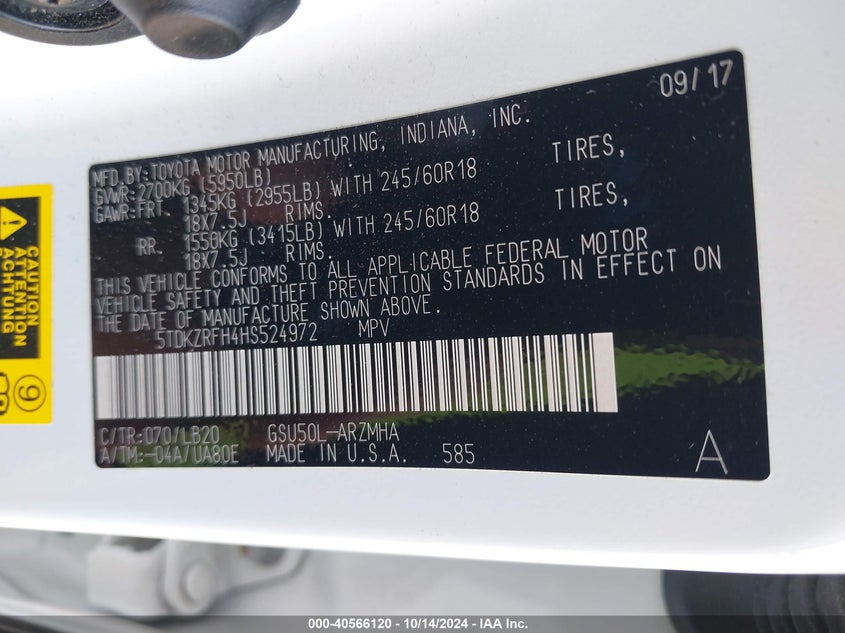 09/17
MFD.BY:TOYOTA MOTOR MANUFACTURING, INDIANA, INC.
GVWR:2700KG (5950LB)
GAWR:FRT. 1345KG (2955LB) WITH 245/60R18 TIRES,
18X7.5J RIMS.
RR. 1550KG (3415LB) WITH 245/60R18 TIRES,
18X7.5J RIMS.
THIS VEHICLE CONFORMS TO ALL APPLICABLE FEDERAL MOTOR
VEHICLE SAFETY AND THEFT PREVENTION STANDARDS IN EFFECT ON
THE DATE OF MANUFACTURE SHOWN ABOVE.
5TDKZRFH4HS524972 MPV
C/TR:070/LB20 GSU50L-ARZMHA
A/TM:-04A/UA80E MADE IN U.S.A. 585
A
ATTENTION
ACHTUNG
9
000-40566120 - 10/14/2024 - IAA Inc.